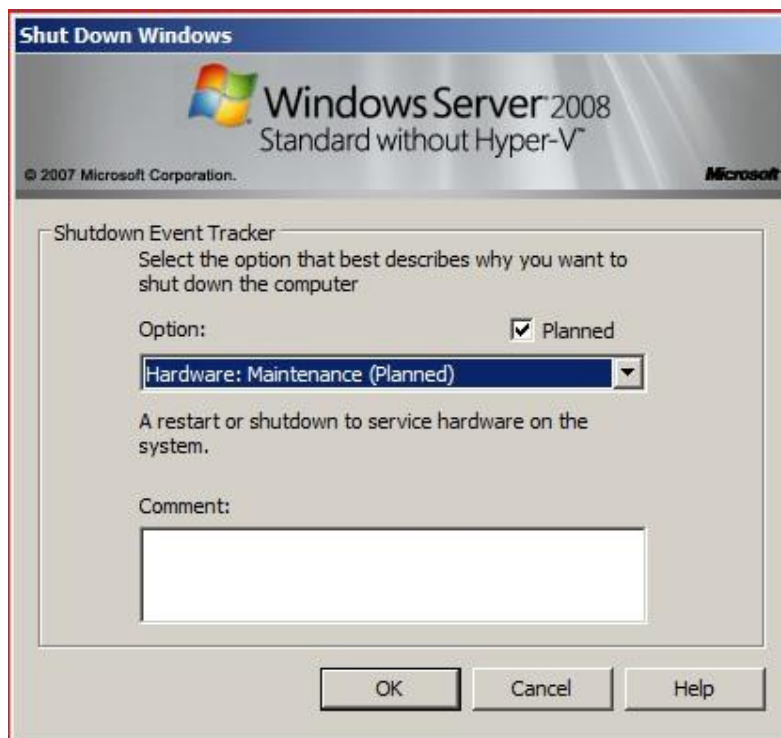 Shut Down Windows
Windows Server 2008
Standard without Hyper-V™
© 2007 Microsoft Corporation.
Microsoft
Shutdown Event Tracker
Select the option that best describes why you want to
shut down the computer
Option:
Planned
Hardware: Maintenance (Planned)
A restart or shutdown to service hardware on the
system.
Comment:
OK
Cancel
Help